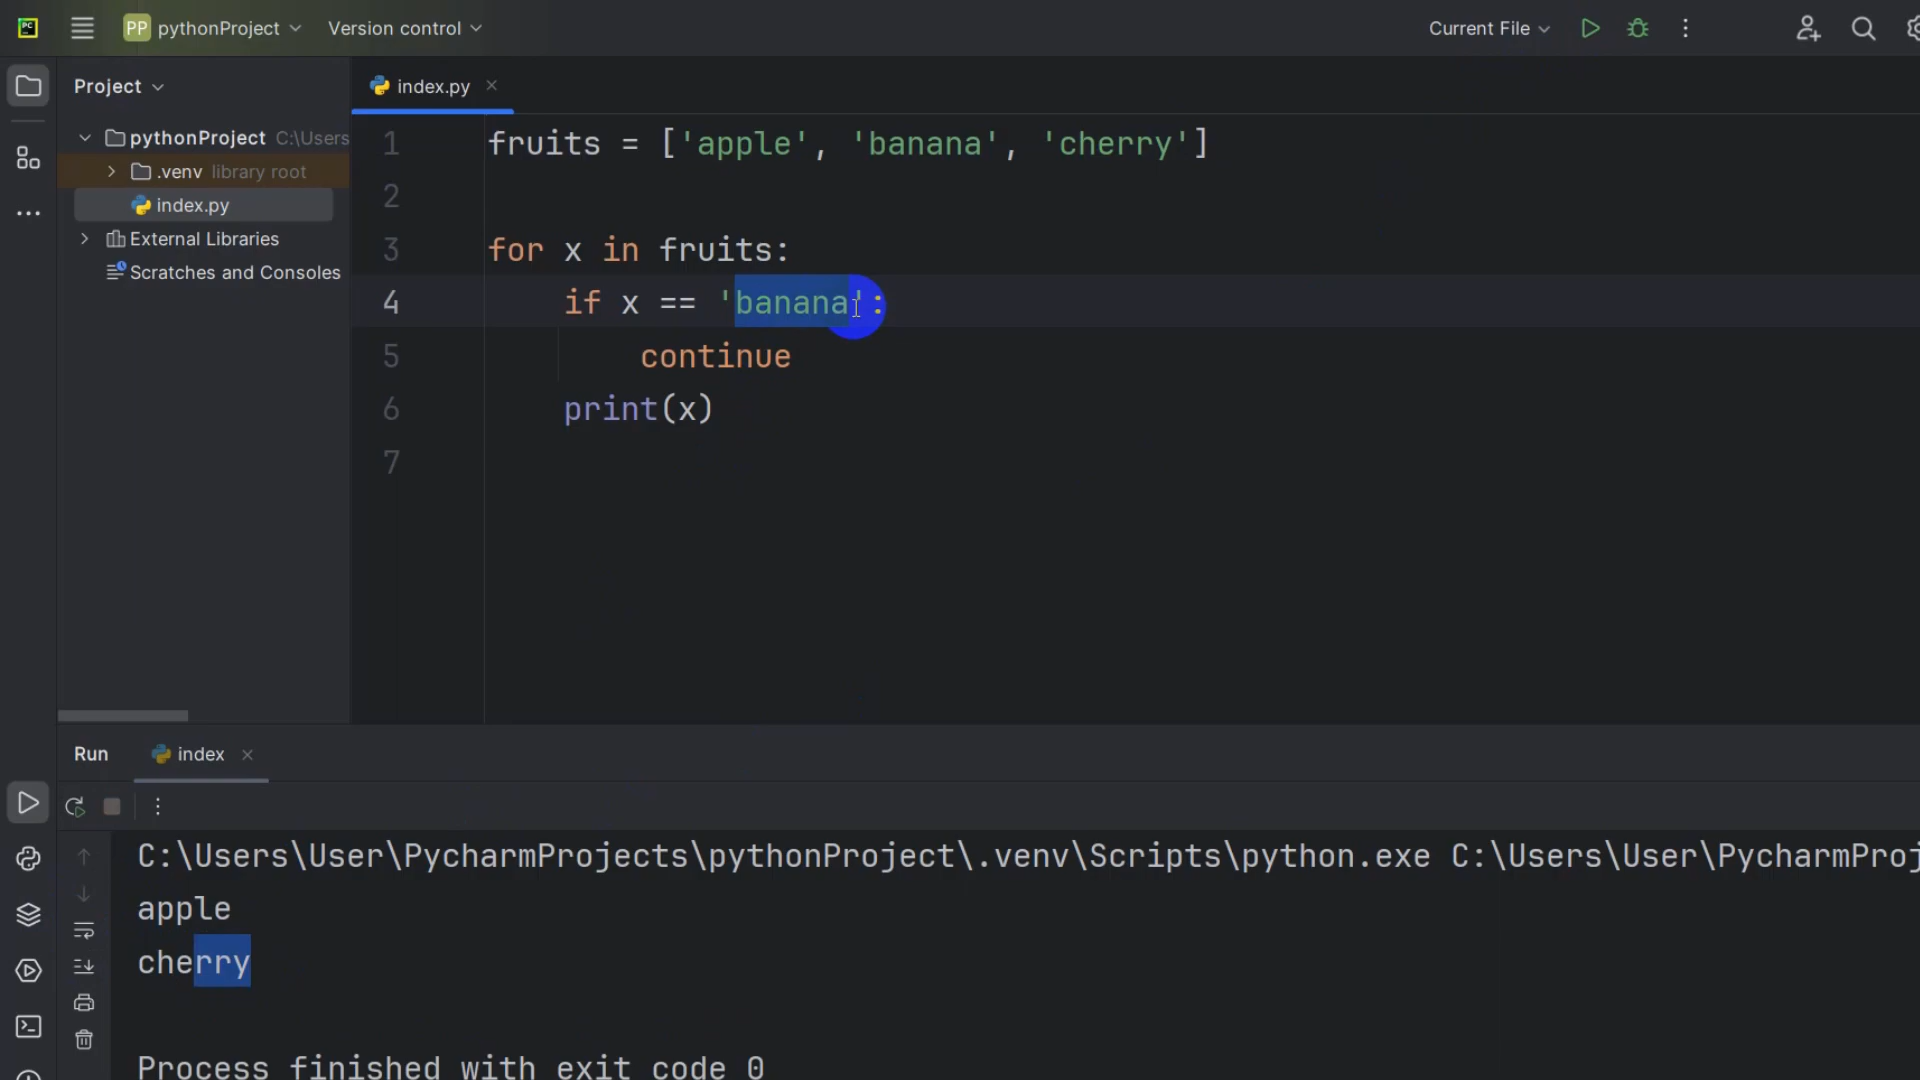 PC
PP pythonProject
Version control
Current File
Project
index.py
pythonProject C:\Users
.venv library root
index.py
External Libraries
Scratches and Consoles
1 fruits = ['apple', 'banana', 'cherry']
2
3 for x in fruits:
4     if x == 'banana':
5         continue
6     print(x)
7
Run index
C:\Users\User\PycharmProjects\pythonProject\.venv\Scripts\python.exe C:\Users\User\PycharmProj
apple
cherry
Process finished with exit code 0